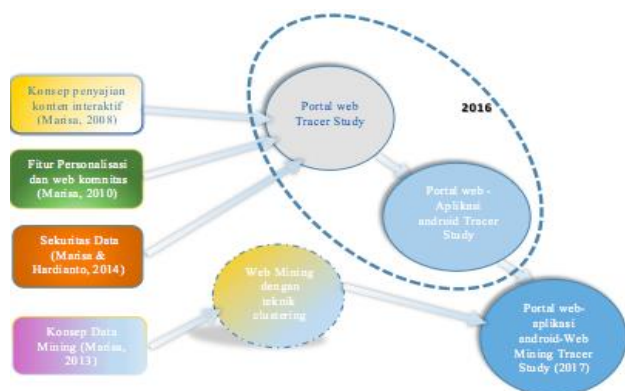 Konsep penyajian
konten interaktif
(Marisa, 2008)
Portal web
Tracer Study
2016
Fitur Personalisasi
dan web komnitas
(Marisa, 2010)
Portal web -
Aplikasi
android Tracer
Study
Sekuritas Data
(Marisa &
Hardianto, 2014)
Web Mining
dengan
teknik
clustering
Konsep Data
Mining (Marisa,
2013)
Portal web-
aplikasi
android-Web
Mining Tracer
Study (2017)